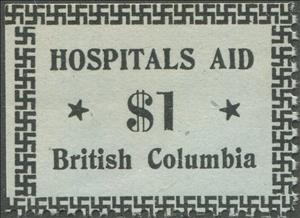 HOSPITALS AID
$1
British Columbia